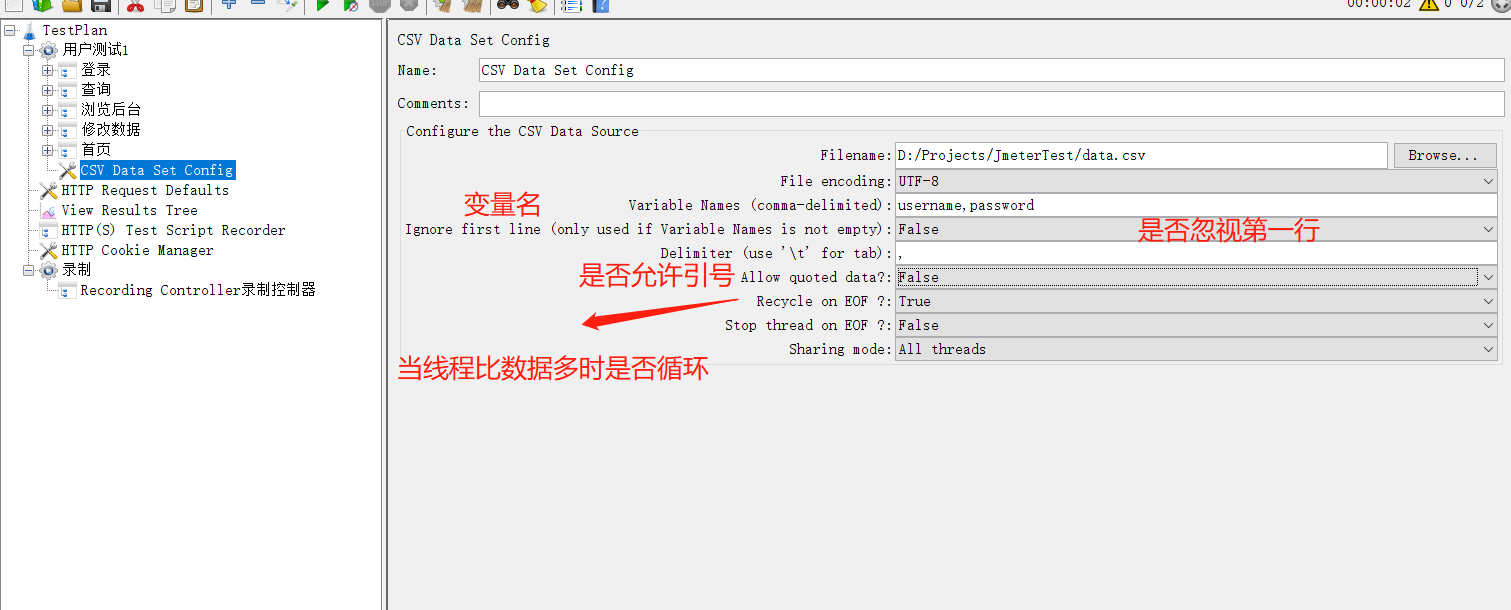 00:00:02 0 0/2
TestPlan
用户测试1
登录
查询
浏览后台
修改数据
首页
CSV Data Set Config
HTTP Request Defaults
View Results Tree
HTTP(S) Test Script Recorder
HTTP Cookie Manager
录制
Recording Controller录制控制器
CSV Data Set Config
Name: CSV Data Set Config
Comments:
Configure the CSV Data Source
Filename: D:/Projects/JmeterTest/data.csv Browse...
File encoding: UTF-8
变量名 Variable Names (comma-delimited): username,password
Ignore first line (only used if Variable Names is not empty): False 是否忽视第一行
Delimiter (use '\t' for tab): ,
是否允许引号 Allow quoted data?: False
Recycle on EOF ?: True
Stop thread on EOF ?: False
Sharing mode: All threads
当线程比数据多时是否循环